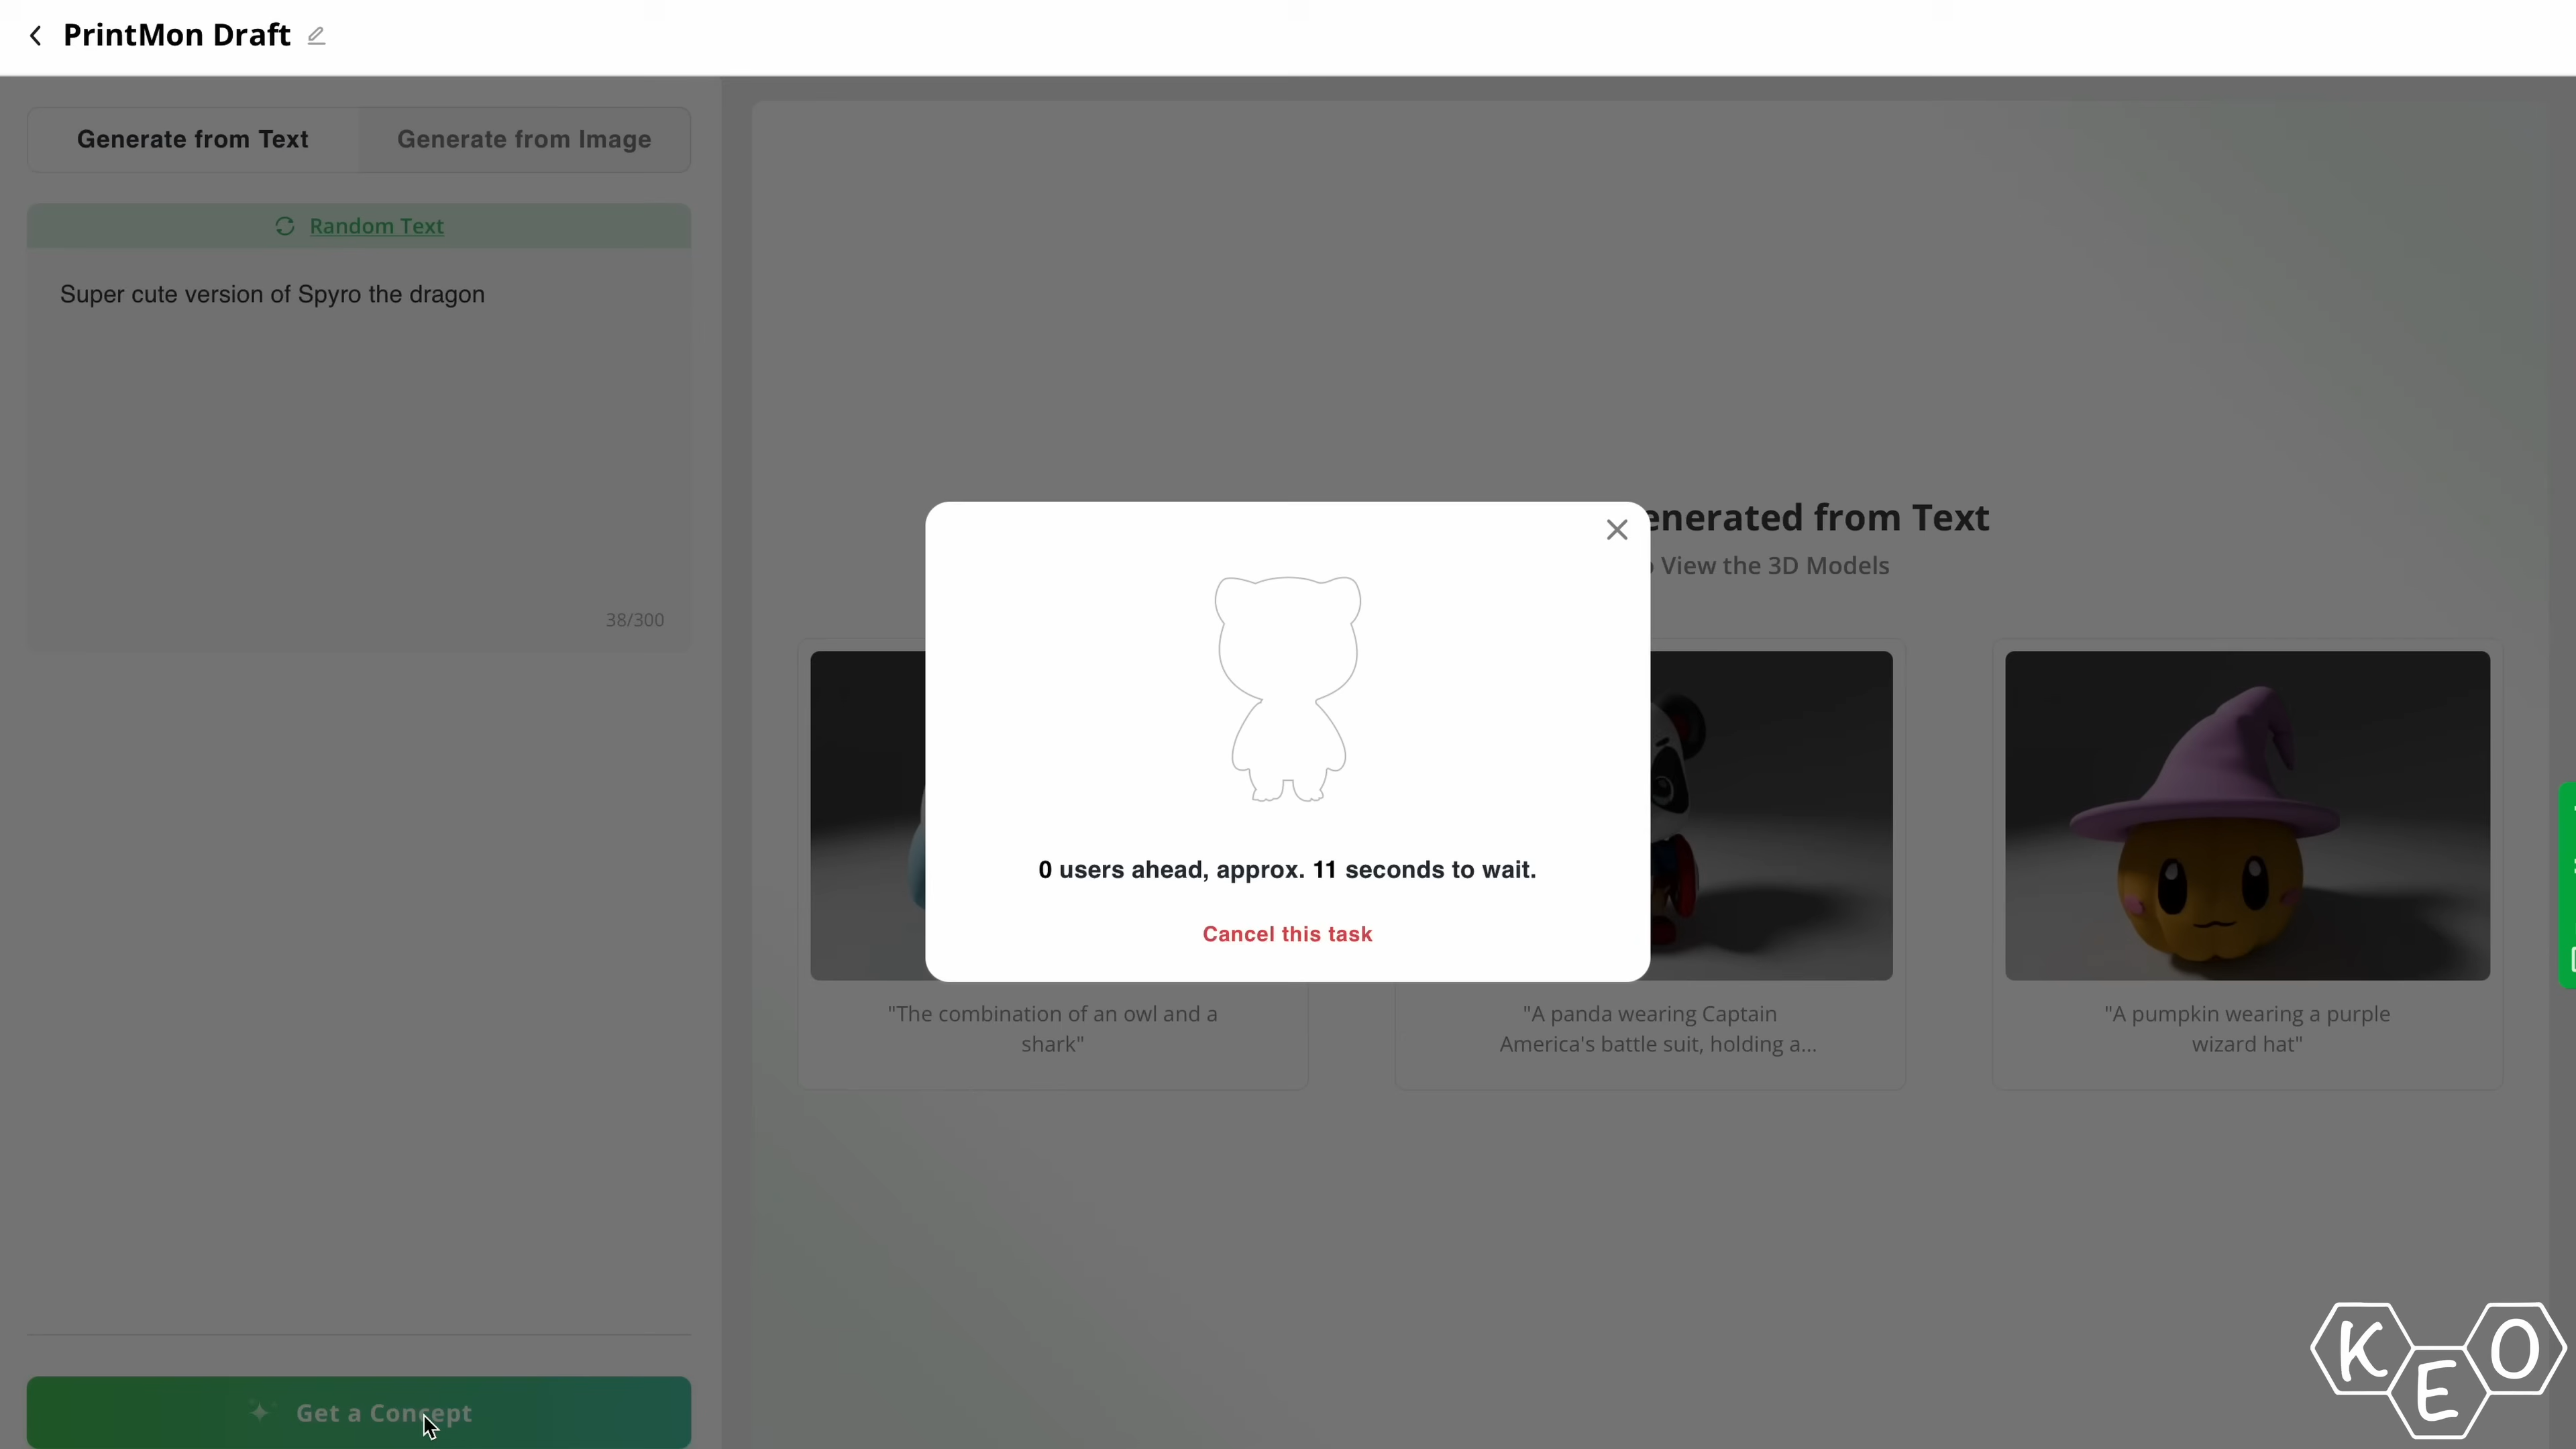 PrintMon Draft
Generate from Text
Generate from Image
Random Text
Super cute version of Spyro the dragon
38/300
enerated from Text
View the 3D Models
0 users ahead, approx. 11 seconds to wait.
Cancel this task
"The combination of an owl and a
shark"
"A panda wearing Captain
America's battle suit, holding a...
"A pumpkin wearing a purple
wizard hat"
Get a Concept
KEO